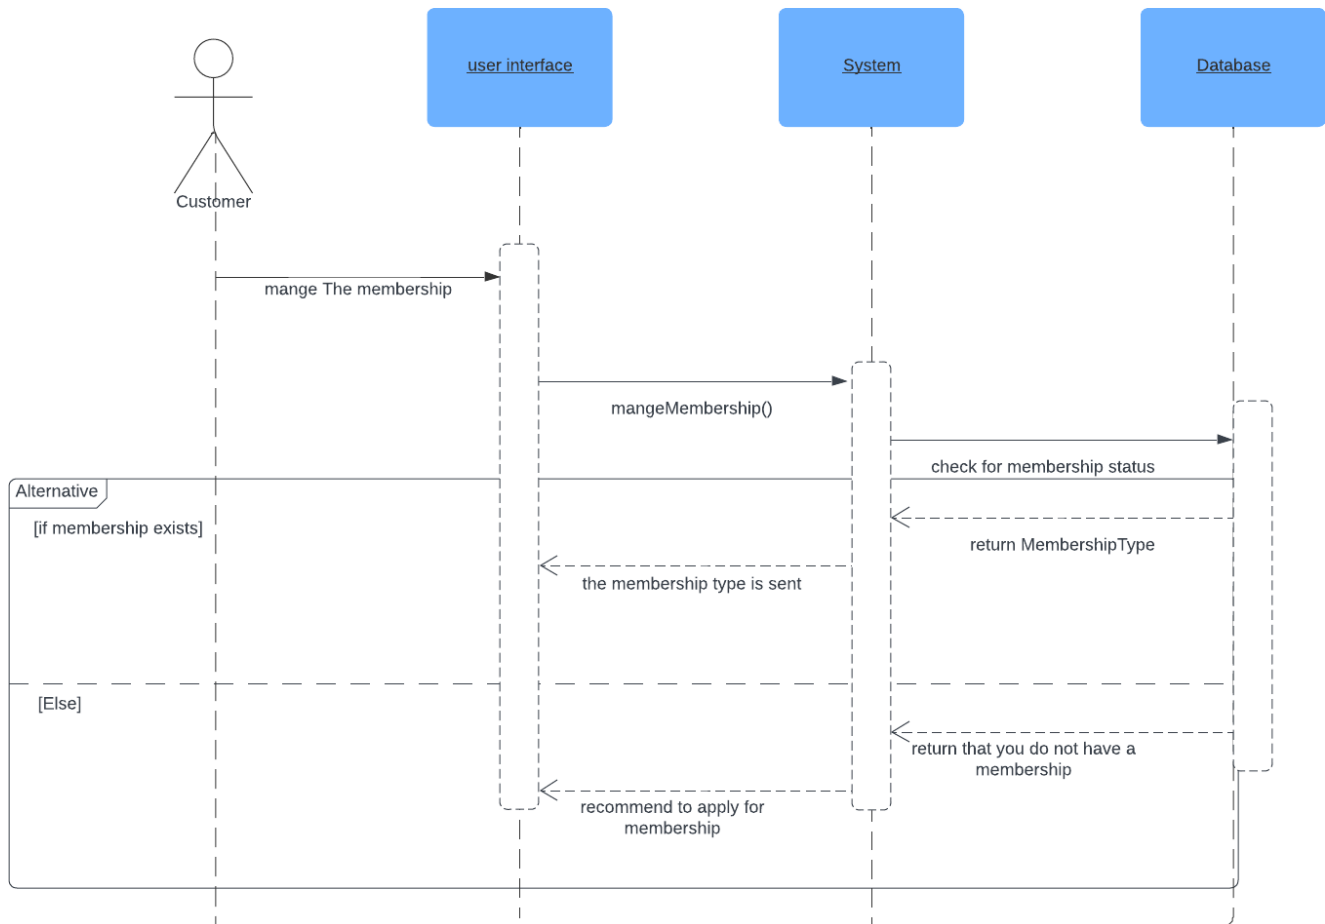 user interface
System
Database
Customer
mange The membership
mangeMembership()
check for membership status
Alternative
[if membership exists]
return MembershipType
the membership type is sent
[Else]
return that you do not have a
membership
recommend to apply for
membership